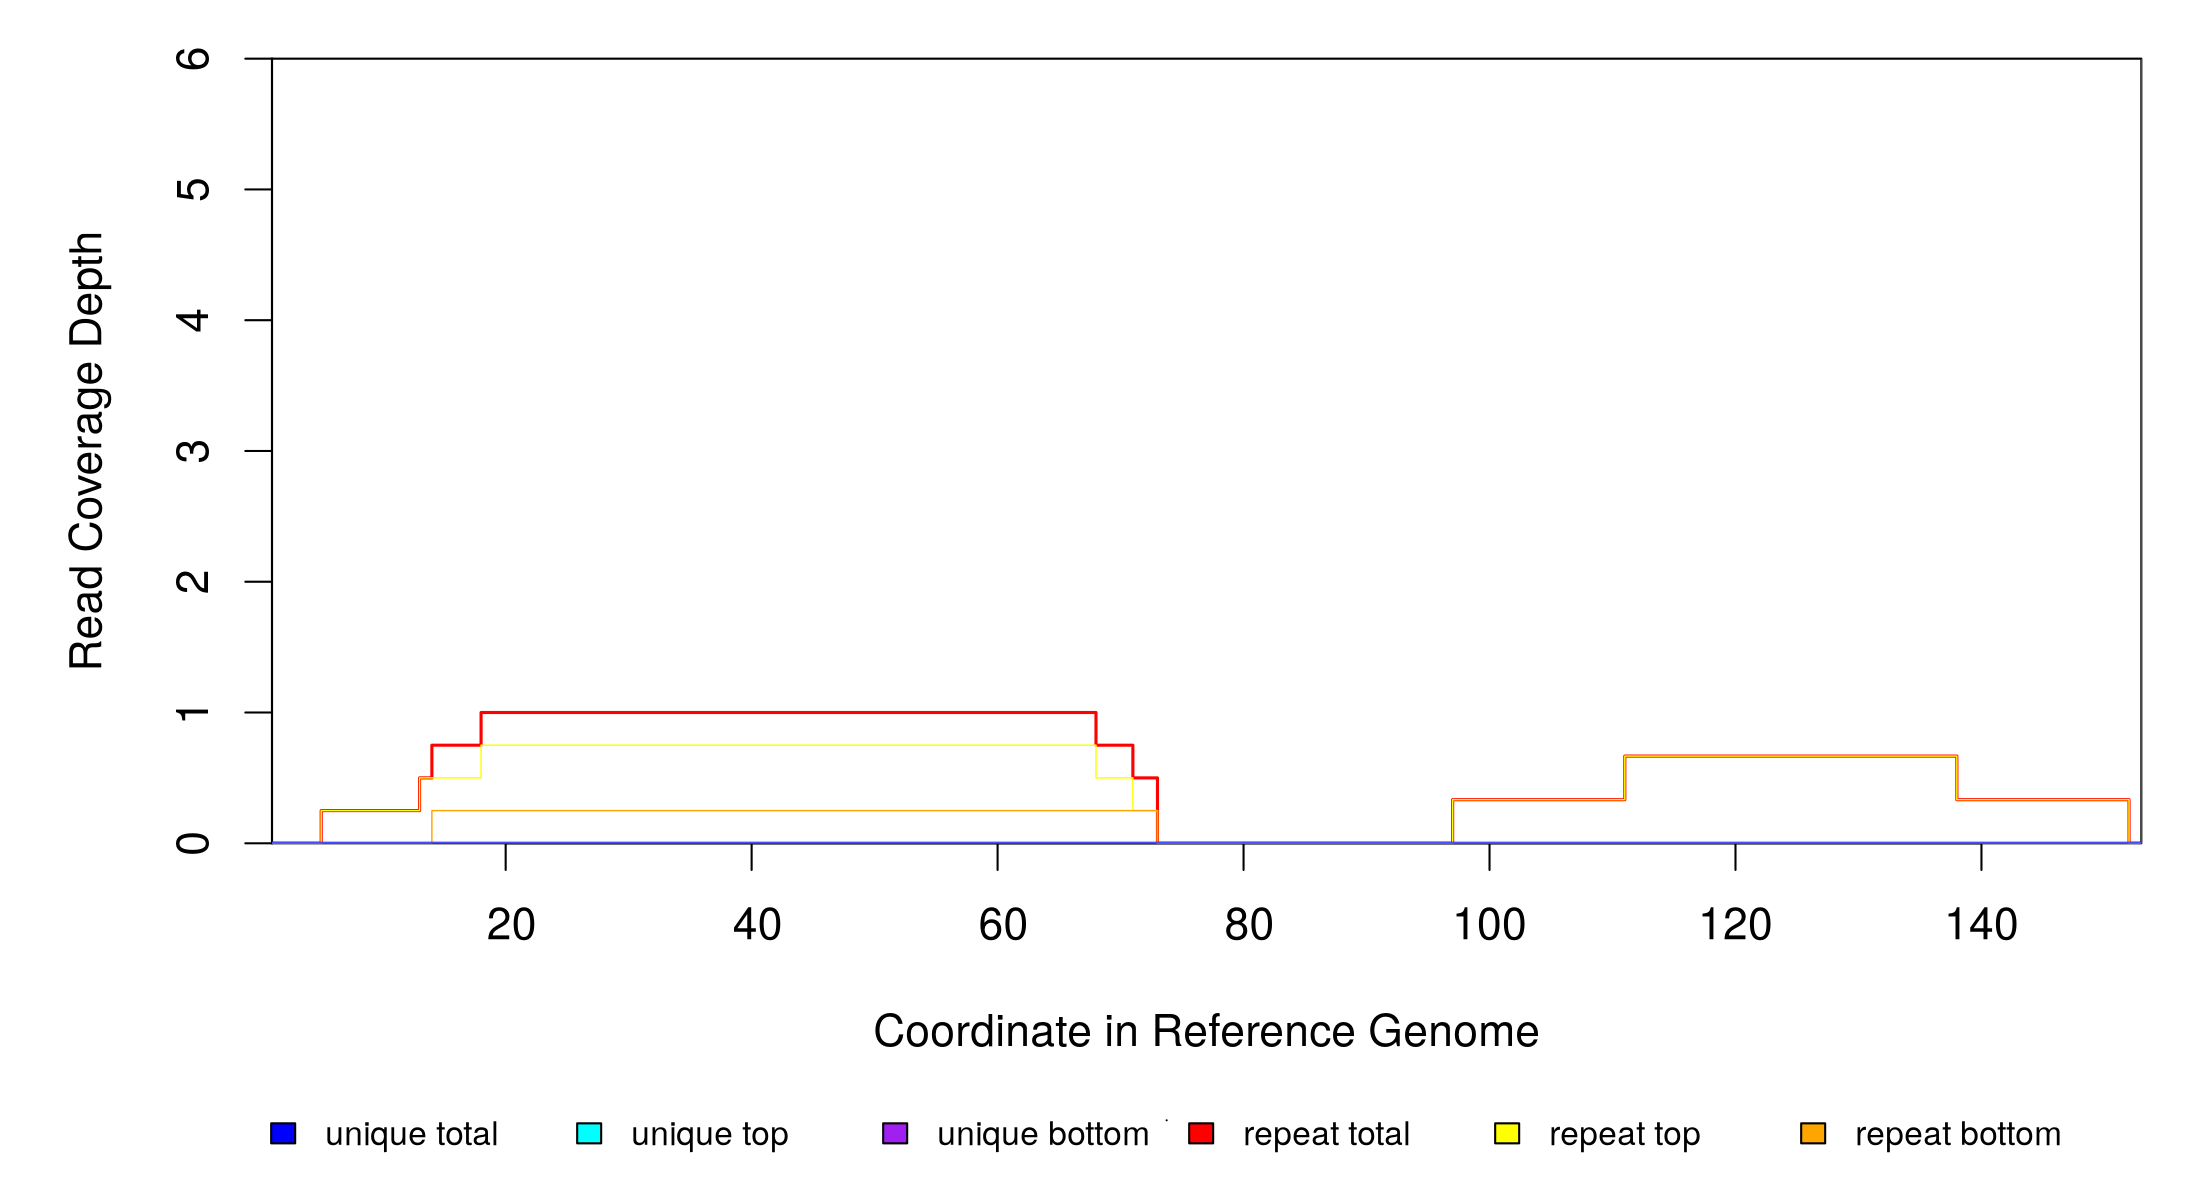 6
5
4
3
2
1
0
Read Coverage Depth
20 40 60 80 100 120 140
Coordinate in Reference Genome
unique total unique top unique bottom repeat total repeat top repeat bottom